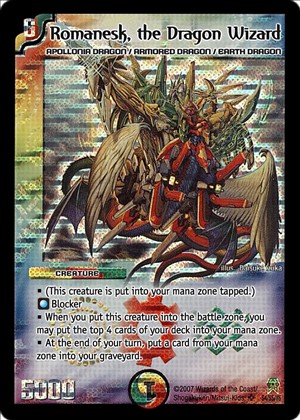 Romanesk, the Dragon Wizard
APOLLONIA DRAGON / ARMORED DRAGON / EARTH DRAGON
CREATURE
• (This creature is put into your mana zone tapped.)
Blocker
• When you put this creature into the battle zone, you
may put the top 4 cards of your deck into your mana zone.
• At the end of your turn, put a card from your mana
zone into your graveyard.
5000
1
©2007 Wizards of the Coast/